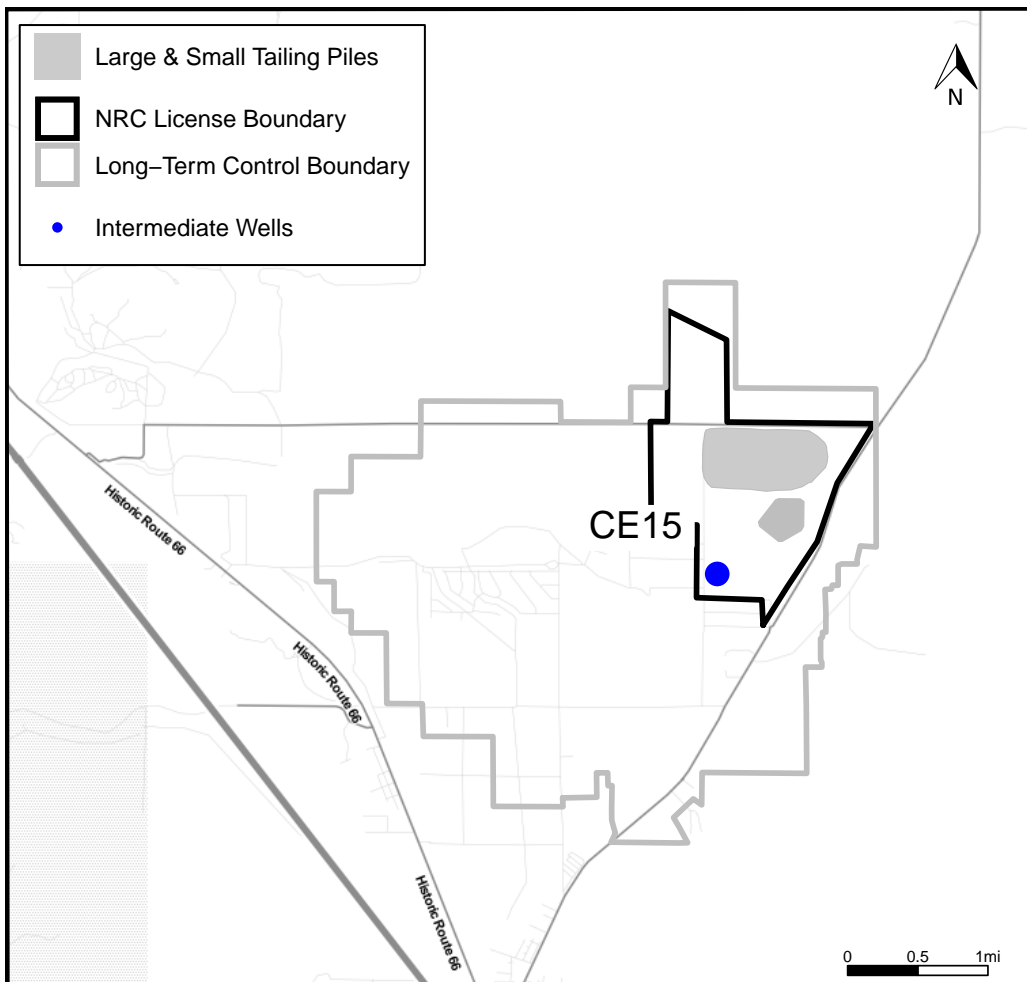 Large & Small Tailing Piles
NRC License Boundary
Long−Term Control Boundary
Intermediate Wells
N
Historic Route 66
CE15
Historic Route 66
Historic Route 66
0 0.5 1mi